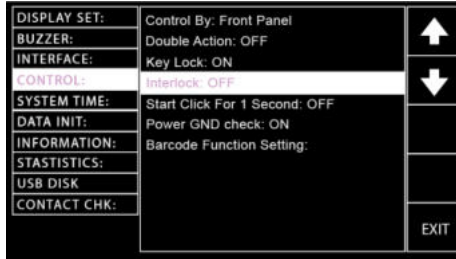 DISPLAY SET:
BUZZER:
INTERFACE:
CONTROL:
SYSTEM TIME:
DATA INIT:
INFORMATION:
STASTISTICS:
USB DISK
CONTACT CHK:
Control By: Front Panel
Double Action: OFF
Key Lock: ON
Interlock: OFF
Start Click For 1 Second: OFF
Power GND check: ON
Barcode Function Setting:
EXIT